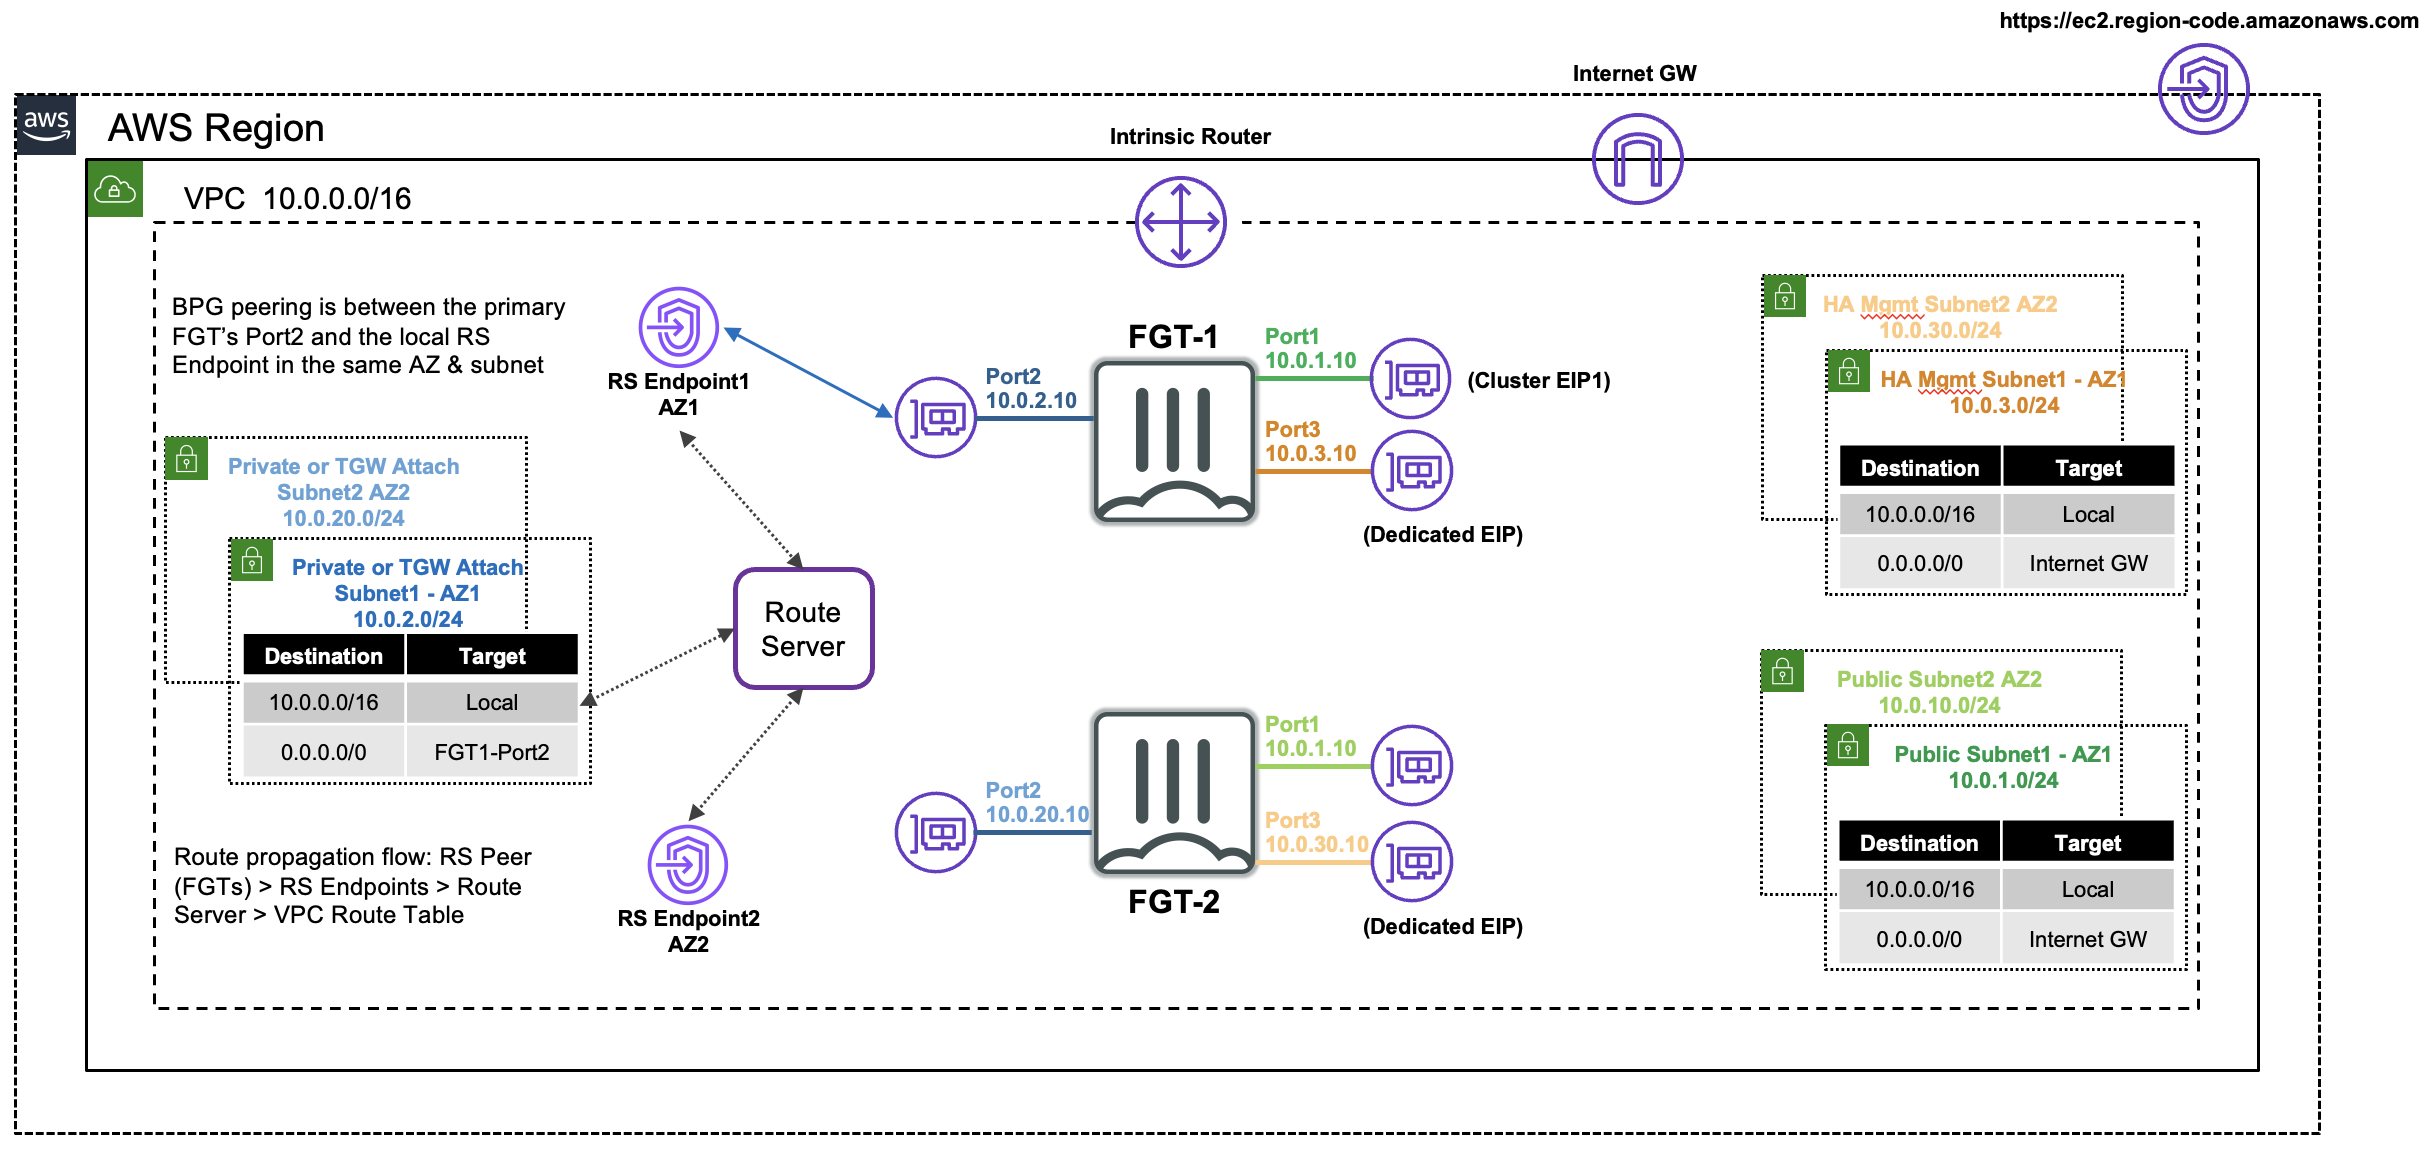 https://ec2.region-code.amazonaws.com
Internet GW
aws
AWS Region
Intrinsic Router
VPC 10.0.0.0/16
BPG peering is between the primary
FGT's Port2 and the local RS
Endpoint in the same AZ & subnet
RS Endpoint1
AZ1
FGT-1
Port2
10.0.2.10
Port1
10.0.1.10
(Cluster EIP1)
Port3
10.0.3.10
(Dedicated EIP)
HA Mgmt Subnet2 AZ2
10.0.30.0/24
HA Mgmt Subnet1 - AZ1
10.0.3.0/24
Destination Target
10.0.0.0/16 Local
0.0.0.0/0 Internet GW
Private or TGW Attach
Subnet2 AZ2
10.0.20.0/24
Private or TGW Attach
Subnet1 - AZ1
10.0.2.0/24
Destination Target
10.0.0.0/16 Local
0.0.0.0/0 FGT1-Port2
Route
Server
Route propagation flow: RS Peer
(FGTs) > RS Endpoints > Route
Server > VPC Route Table
RS Endpoint2
AZ2
Port2
10.0.20.10
Port1
10.0.1.10
Port3
10.0.30.10
FGT-2
(Dedicated EIP)
Public Subnet2 AZ2
10.0.10.0/24
Public Subnet1 - AZ1
10.0.1.0/24
Destination Target
10.0.0.0/16 Local
0.0.0.0/0 Internet GW